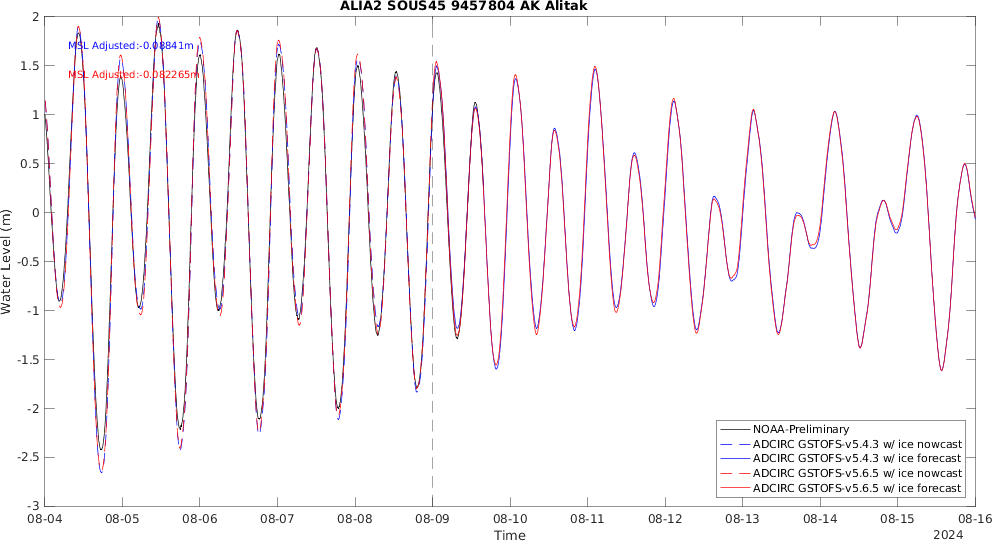 ALIA2 SOUS45 9457804 AK Alitak
2
MSL Adjusted:-0.08841m
1.5
MSL Adjusted:-0.082265m
1
0.5
0
-0.5
-1
-1.5
-2
-2.5
-3
Water Level (m)
NOAA-Preliminary
ADCIRC GSTOFS-v5.4.3 w/ ice nowcast
ADCIRC GSTOFS-v5.4.3 w/ ice forecast
ADCIRC GSTOFS-v5.6.5 w/ ice nowcast
ADCIRC GSTOFS-v5.6.5 w/ ice forecast
08-04 08-05 08-06 08-07 08-08 08-09 08-10 08-11 08-12 08-13 08-14 08-15 08-16
Time
2024